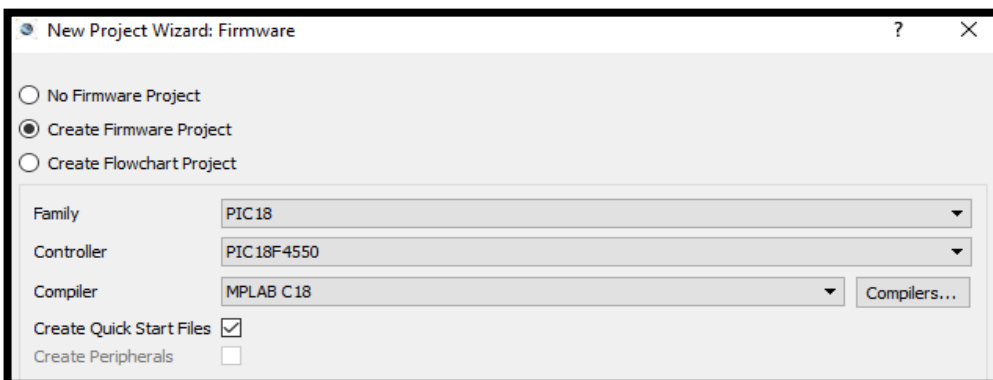 New Project Wizard: Firmware ?
No Firmware Project
Create Firmware Project
Create Flowchart Project
Family PIC18
Controller PIC18F4550
Compiler MPLAB C18 Compilers...
Create Quick Start Files
Create Peripherals